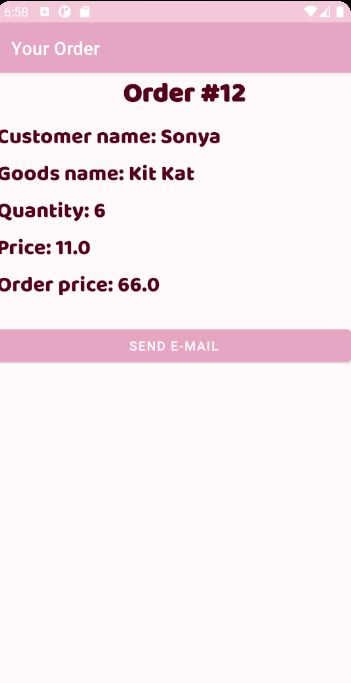 6:58
Your Order
Order #12
Customer name: Sonya
Goods name: Kit Kat
Quantity: 6
Price: 11.0
Order price: 66.0
SEND E-MAIL